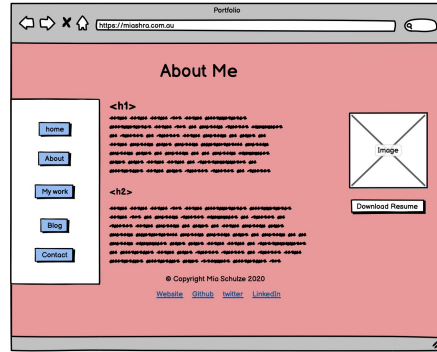 Portfolio
https://miashra.com.au
About Me
home
About
My work
Blog
Contact
<h1>
<h2>
Image
Download Resume
© Copyright Mia Schulze 2020
Website Github twitter LinkedIn